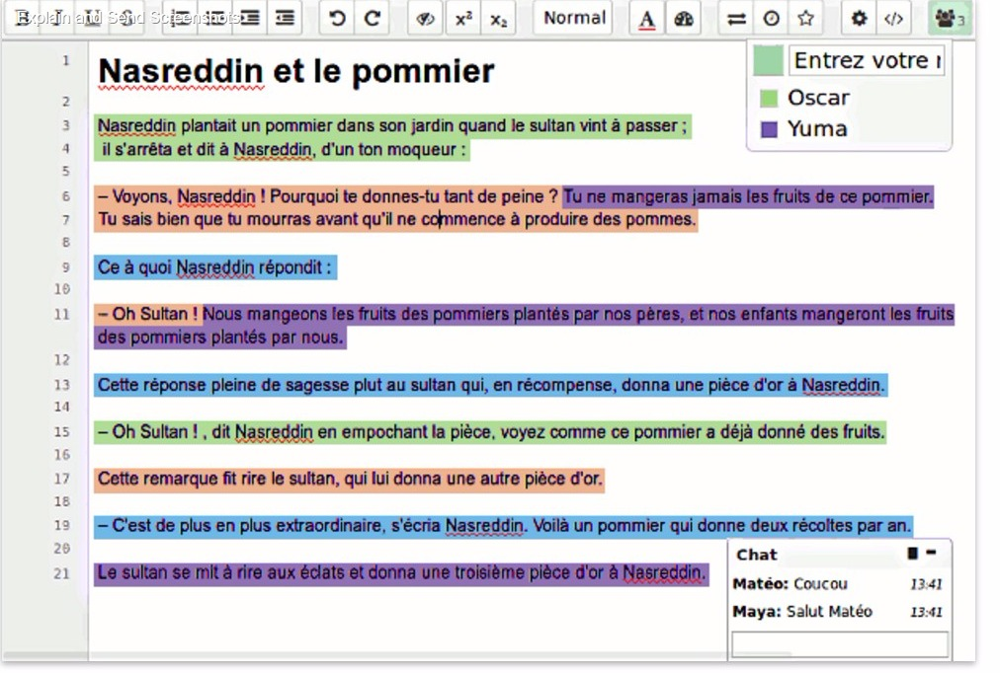 Explain and Send Screenshots
B I U S
x² x₂ Normal A </> 3
Entrez votre
Oscar
Yuma
1 Nasreddin et le pommier
2
3 Nasreddin plantait un pommier dans son jardin quand le sultan vint à passer ;
4 il s'arrêta et dit à Nasreddin, d'un ton moqueur :
5
6 – Voyons, Nasreddin ! Pourquoi te donnes-tu tant de peine ? Tu ne mangeras jamais les fruits de ce pommier.
7 Tu sais bien que tu mourras avant qu'il ne commence à produire des pommes.
8
9 Ce à quoi Nasreddin répondit :
10
11 – Oh Sultan ! Nous mangeons les fruits des pommiers plantés par nos pères, et nos enfants mangeront les fruits
des pommiers plantés par nous.
12
13 Cette réponse pleine de sagesse plut au sultan qui, en récompense, donna une pièce d'or à Nasreddin.
14
15 – Oh Sultan ! , dit Nasreddin en empochant la pièce, voyez comme ce pommier a déjà donné des fruits.
16
17 Cette remarque fit rire le sultan, qui lui donna une autre pièce d'or.
18
19 – C'est de plus en plus extraordinaire, s'écria Nasreddin. Voilà un pommier qui donne deux récoltes par an.
20
21 Le sultan se mit à rire aux éclats et donna une troisième pièce d'or à Nasreddin.
Chat
Matéo: Coucou 13:41
Maya: Salut Matéo 13:41